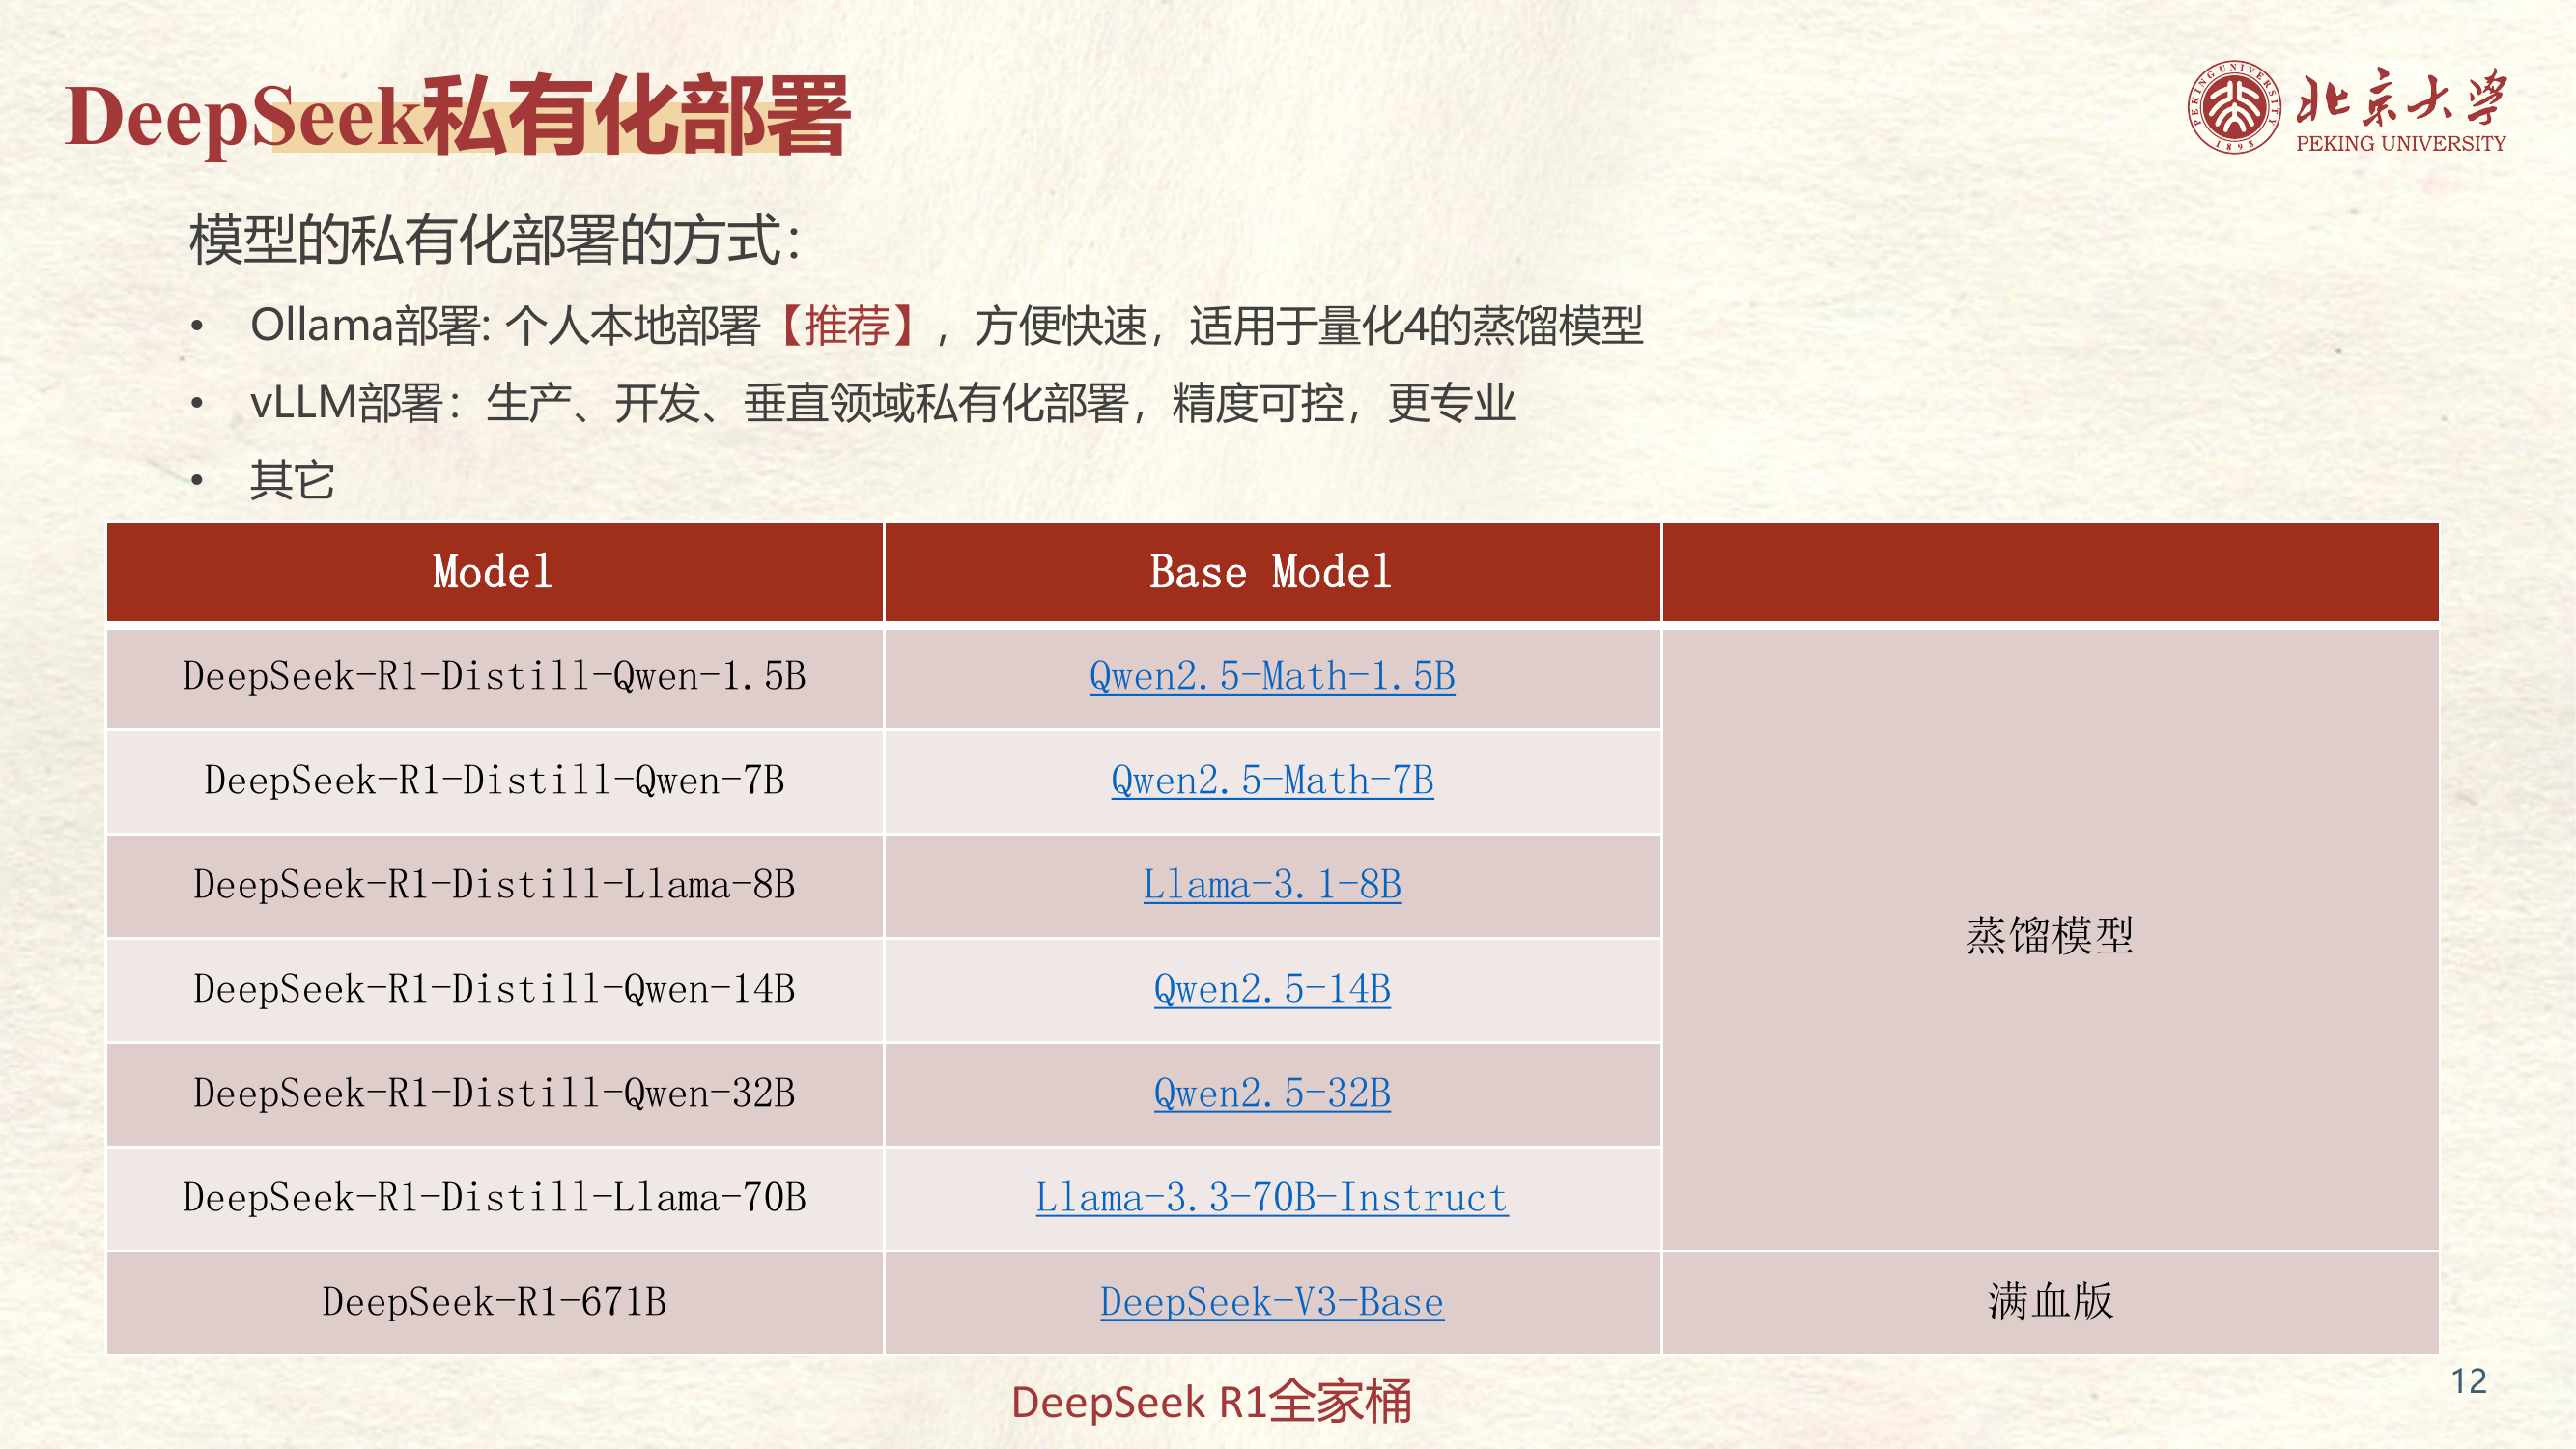 DeepSeek私有化部署
PEKING UNIVERSITY
1898
北京大学
PEKING UNIVERSITY
模型的私有化部署的方式：
• Ollama部署: 个人本地部署【推荐】，方便快速，适用于量化4的蒸馏模型
• vLLM部署：生产、开发、垂直领域私有化部署，精度可控，更专业
• 其它
Model Base Model
DeepSeek-R1-Distill-Qwen-1.5B Qwen2.5-Math-1.5B
DeepSeek-R1-Distill-Qwen-7B Qwen2.5-Math-7B
DeepSeek-R1-Distill-Llama-8B Llama-3.1-8B
蒸馏模型
DeepSeek-R1-Distill-Qwen-14B Qwen2.5-14B
DeepSeek-R1-Distill-Qwen-32B Qwen2.5-32B
DeepSeek-R1-Distill-Llama-70B Llama-3.3-70B-Instruct
DeepSeek-R1-671B DeepSeek-V3-Base 满血版
DeepSeek R1全家桶
12